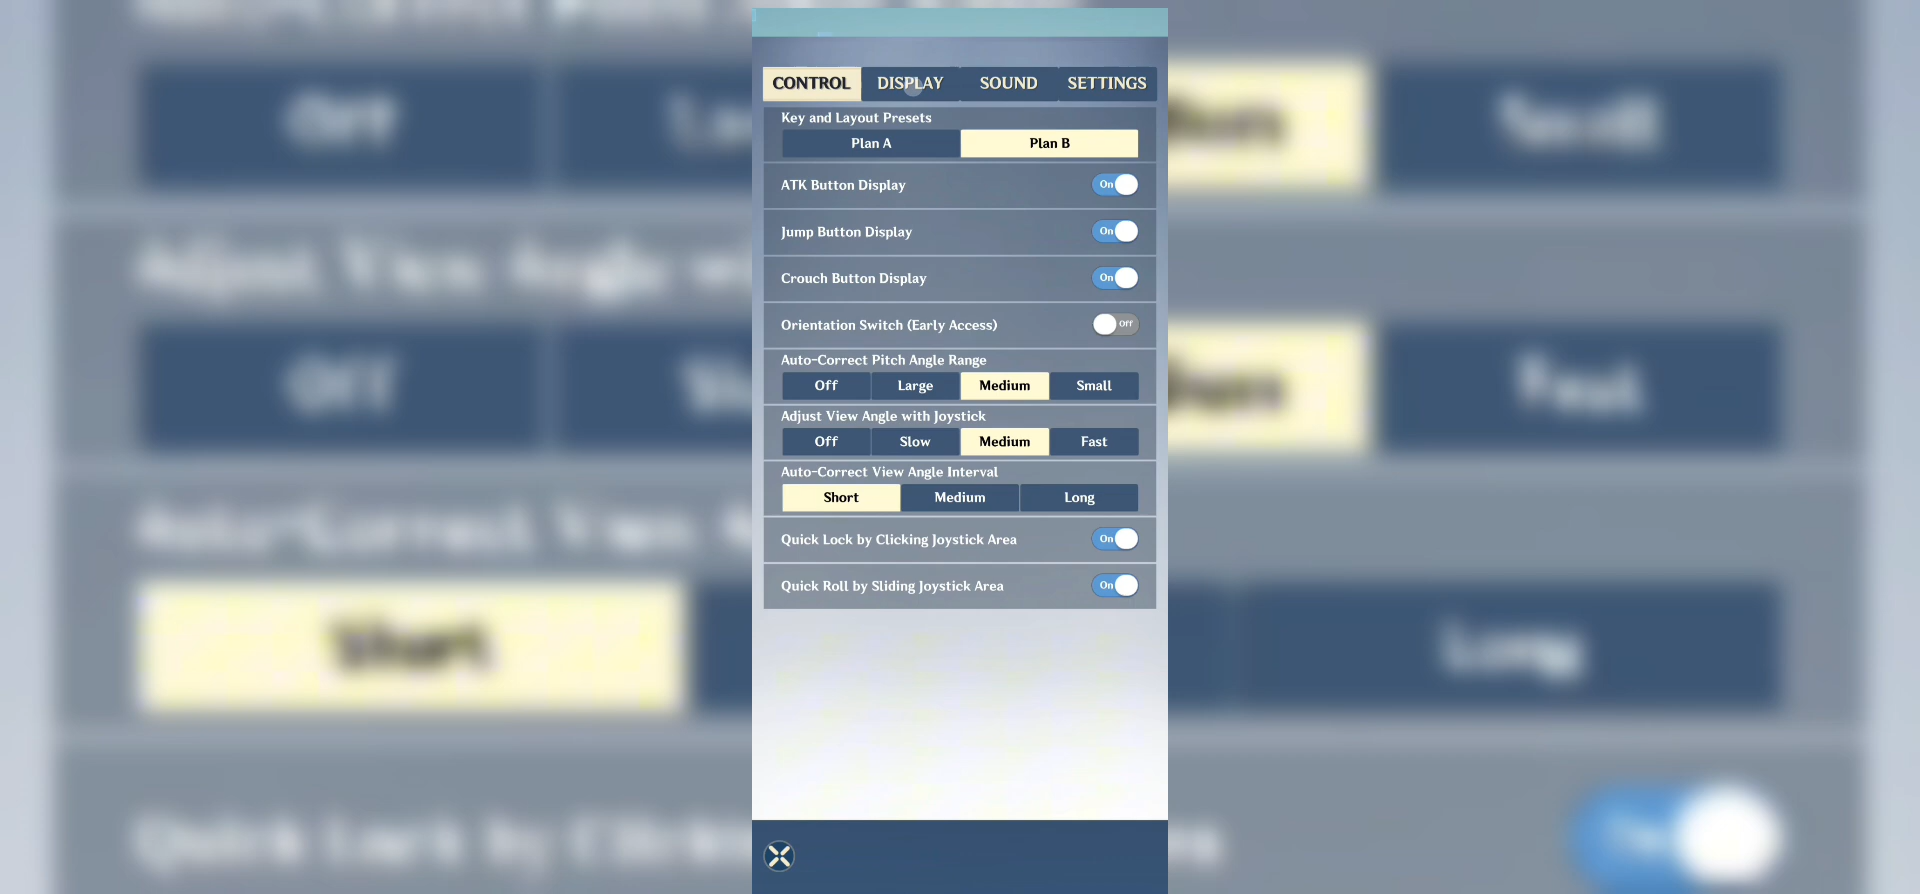 CONTROL DISPLAY SOUND SETTINGS
Key and Layout Presets
Plan A Plan B
ATK Button Display On
Jump Button Display On
Crouch Button Display On
Orientation Switch (Early Access) Off
Auto-Correct Pitch Angle Range
Off Large Medium Small
Adjust View Angle with Joystick
Off Slow Medium Fast
Auto-Correct View Angle Interval
Short Medium Long
Quick Lock by Clicking Joystick Area On
Quick Roll by Sliding Joystick Area On